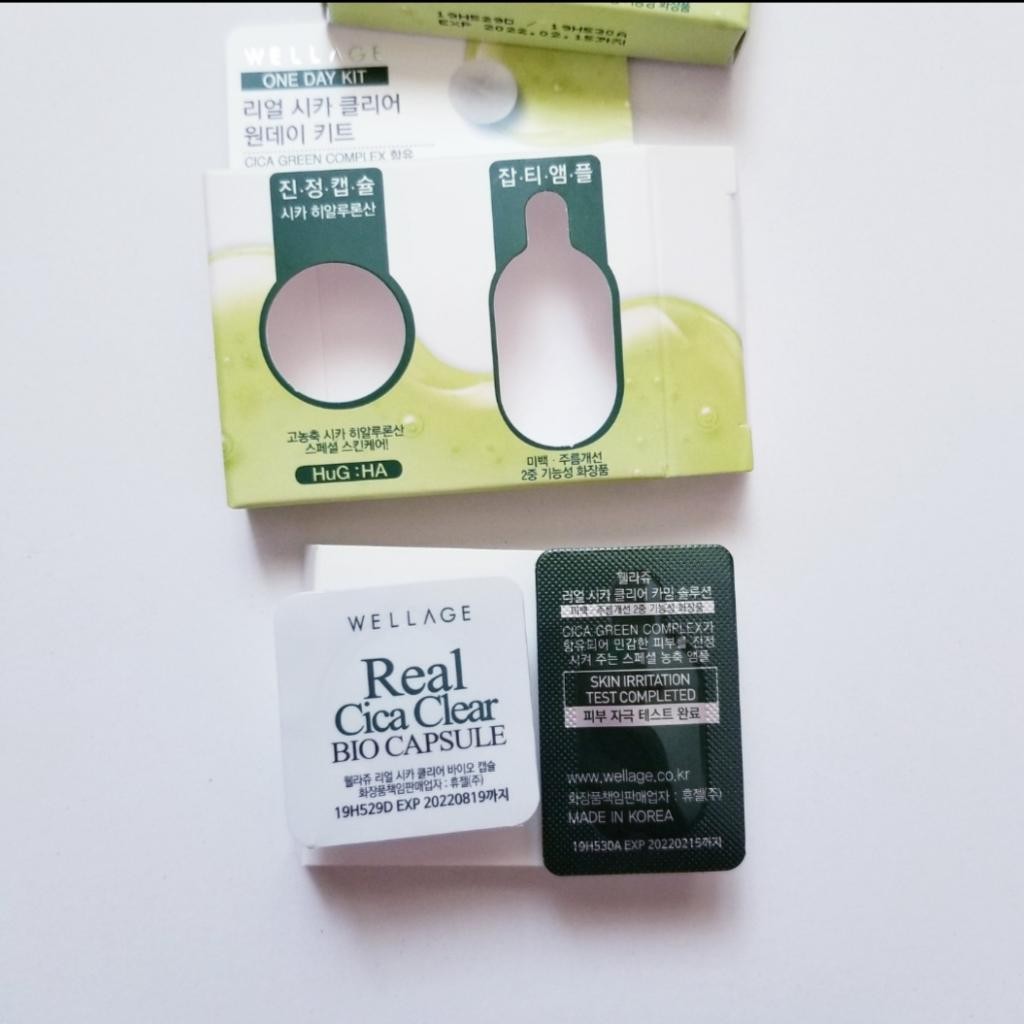 19H529D / 19H530A
EXP 2022.02.15까지
WELLAGE
ONE DAY KIT
리얼 시카 클리어
원데이 키트
CICA GREEN COMPLEX 함유
진·정·캡·슐
시카 히알루론산
고농축 시카 히알루론산
스페셜 스킨케어!
HuG:HA
잡·티·앰·플
미백·주름개선
2중 기능성 화장품
WELLAGE
Real
Cica Clear
BIO CAPSULE
웰라쥬 리얼 시카 클리어 바이오 캡슐
화장품책임판매업자 : 휴젤(주)
19H529D EXP 20220819까지
웰라쥬
리얼 시카 클리어 카밍 솔루션
미백·주름개선 2중 기능성 화장품
CICA GREEN COMPLEX가
함유되어 민감한 피부를 진정
시켜 주는 스페셜 농축 앰플
SKIN IRRITATION
TEST COMPLETED
피부 자극 테스트 완료
www.wellage.co.kr
화장품책임판매업자 : 휴젤(주)
MADE IN KOREA
19H530A EXP 20220215까지